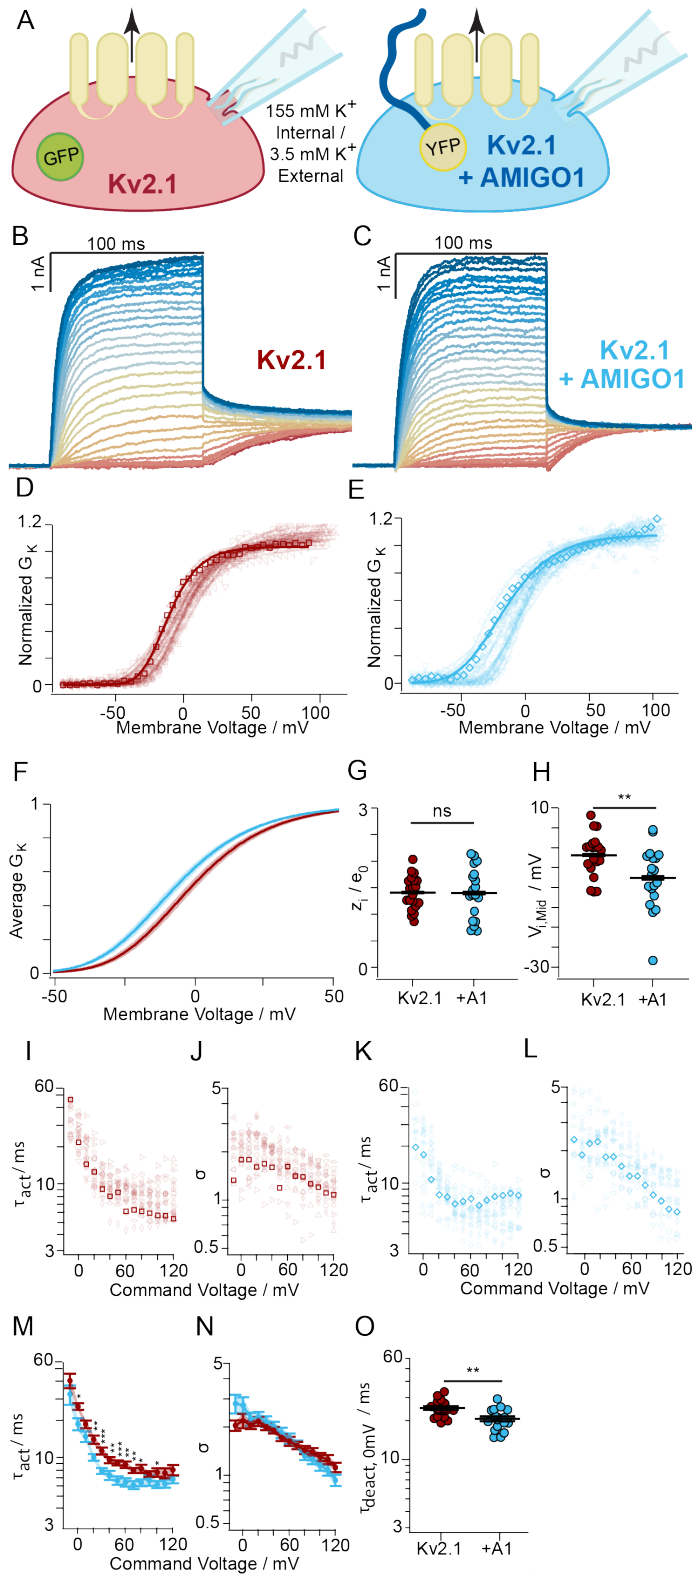 A
GFP
Kv2.1
155 mM K+
Internal /
3.5 mM K+
External
YFP
Kv2.1
+ AMIGO1
B
100 ms
1 nA
Kv2.1
C
100 ms
1 nA
Kv2.1
+ AMIGO1
D
1.2
0
Normalized GK
-50
0
50
100
Membrane Voltage / mV
E
1.2
0
Normalized GK
-50
0
50
100
Membrane Voltage / mV
F
1
0
Average GK
-50
0
50
Membrane Voltage / mV
G
3
0
zi / e0
ns
Kv2.1
+A1
H
10
-30
Vi,Mid / mV
**
Kv2.1
+A1
I
60
10
3
τact / ms
0
60
120
J
5
1
0.5
σ
0
60
120
Command Voltage / mV
K
60
10
3
τact / ms
0
60
120
L
5
1
0.5
σ
0
60
120
Command Voltage / mV
M
60
10
3
τact / ms
0
60
120
N
5
1
0.5
σ
0
60
120
Command Voltage / mV
O
60
10
3
τdeact, 0mV / ms
**
Kv2.1
+A1